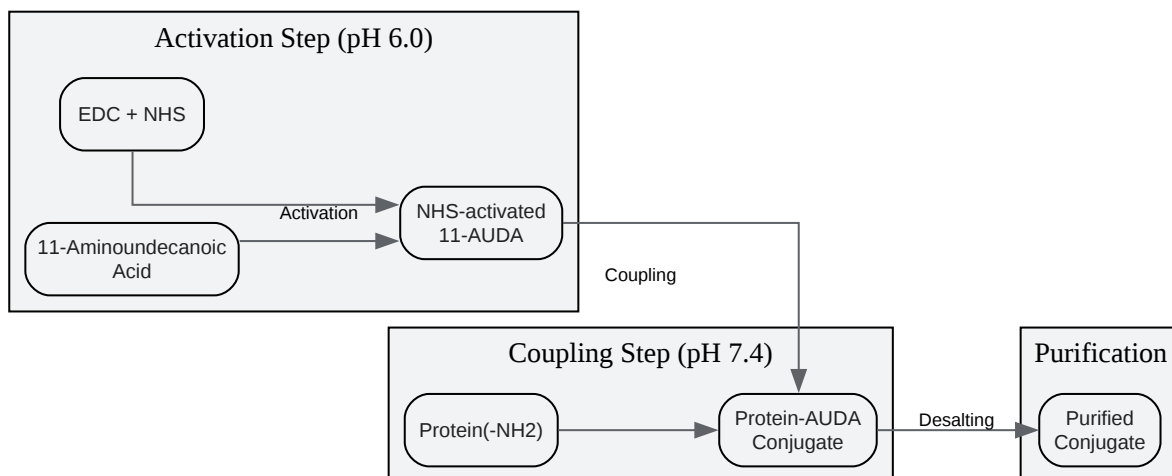 Activation Step (pH 6.0)
EDC + NHS
Activation
NHS-activated
11-AUDA
11-Aminoundecanoic
Acid
Coupling
Coupling Step (pH 7.4)
Protein(-NH2)
Protein-AUDA
Conjugate
Desalting
Purification
Purified
Conjugate